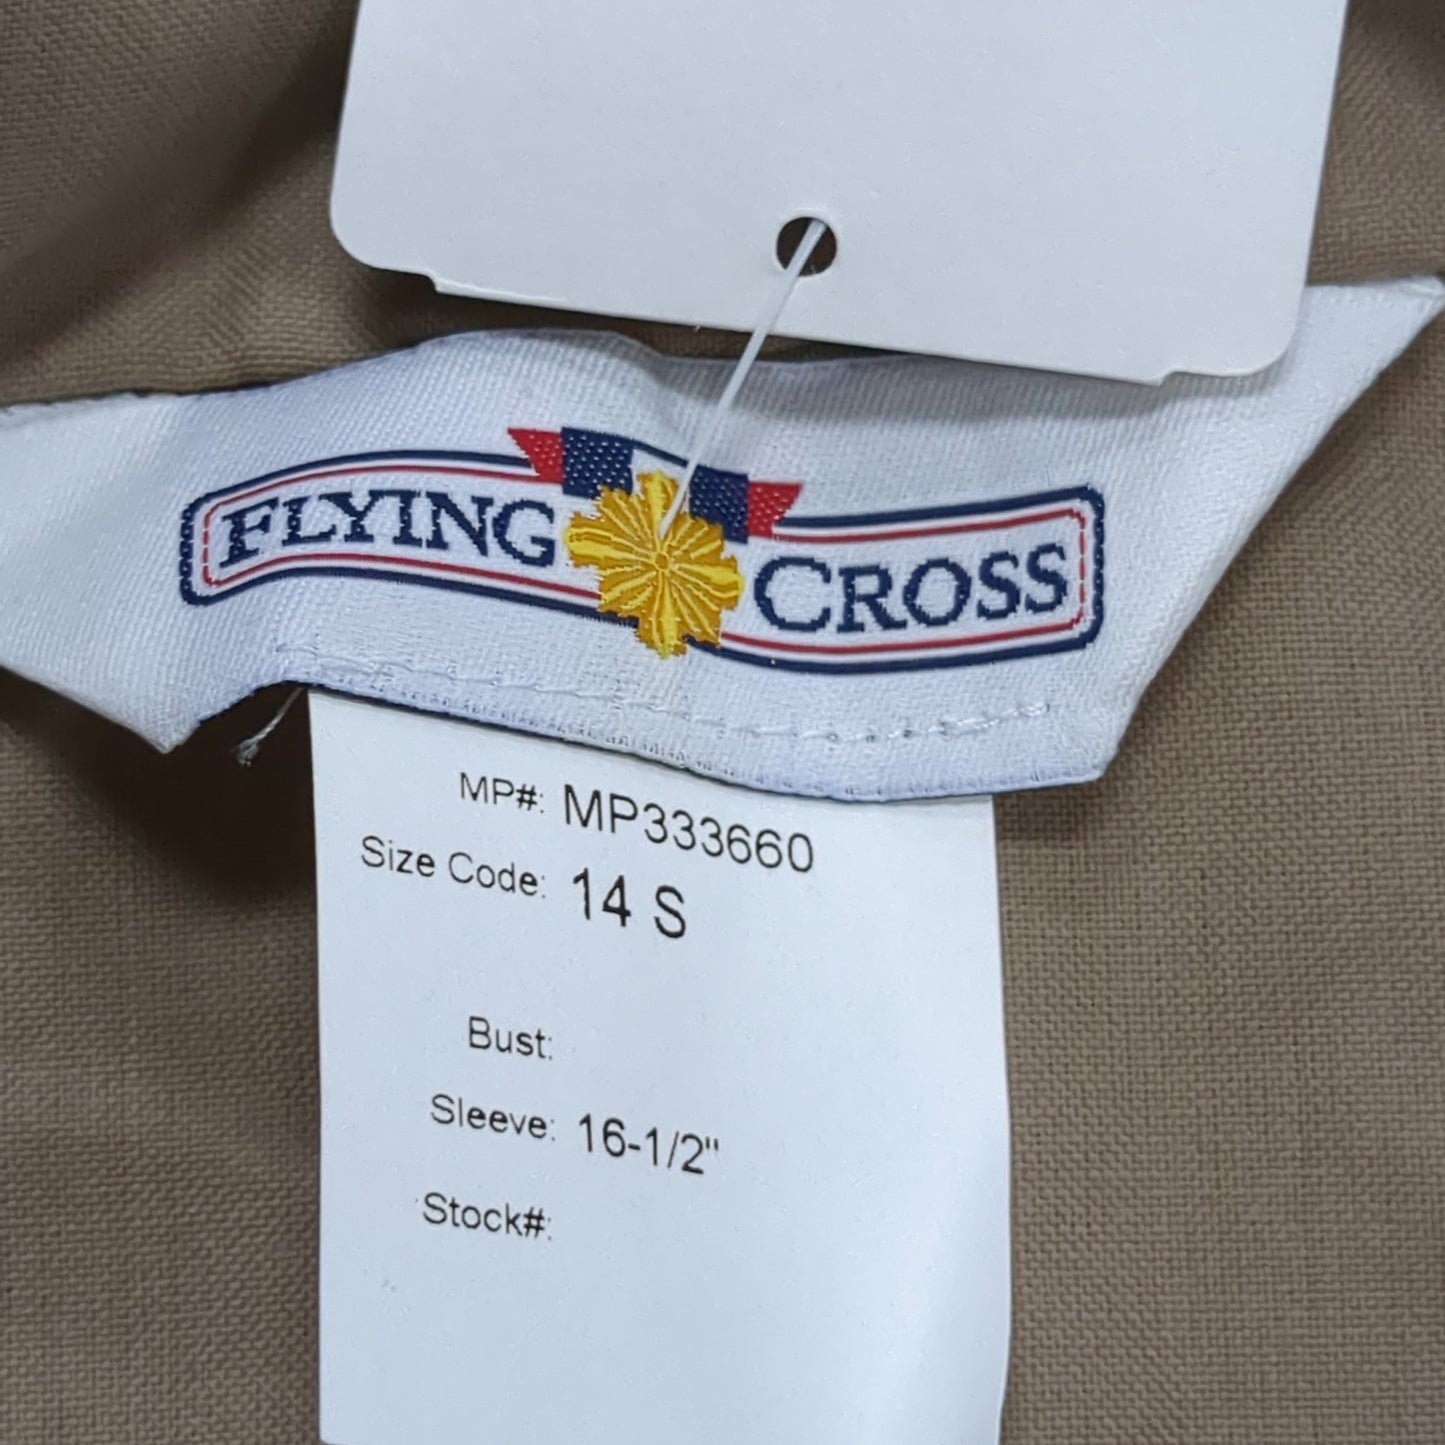 FLYING CROSS
MP#: MP333660
Size Code: 14 S
Bust:
Sleeve: 16-1/2"
Stock#: